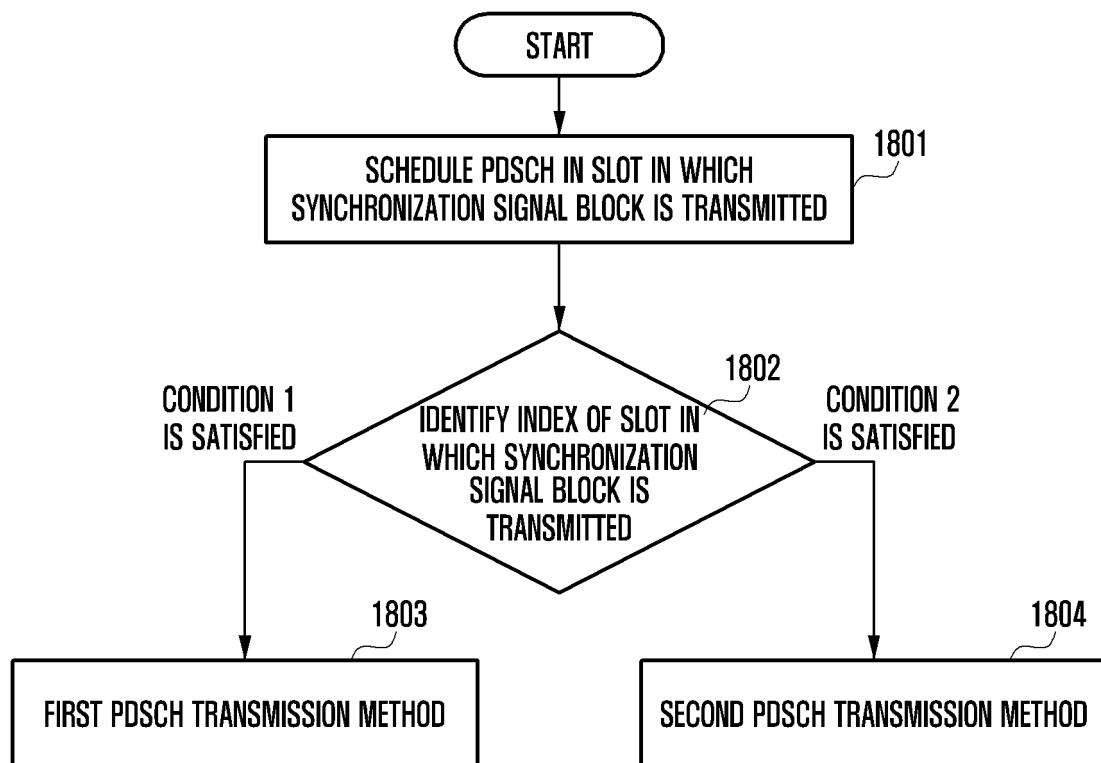 START
1801
SCHEDULE PDSCH IN SLOT IN WHICH
SYNCHRONIZATION SIGNAL BLOCK IS TRANSMITTED
1802
CONDITION 1
IS SATISFIED
IDENTIFY INDEX OF SLOT IN
WHICH SYNCHRONIZATION
SIGNAL BLOCK IS
TRANSMITTED
CONDITION 2
IS SATISFIED
1803
FIRST PDSCH TRANSMISSION METHOD
1804
SECOND PDSCH TRANSMISSION METHOD